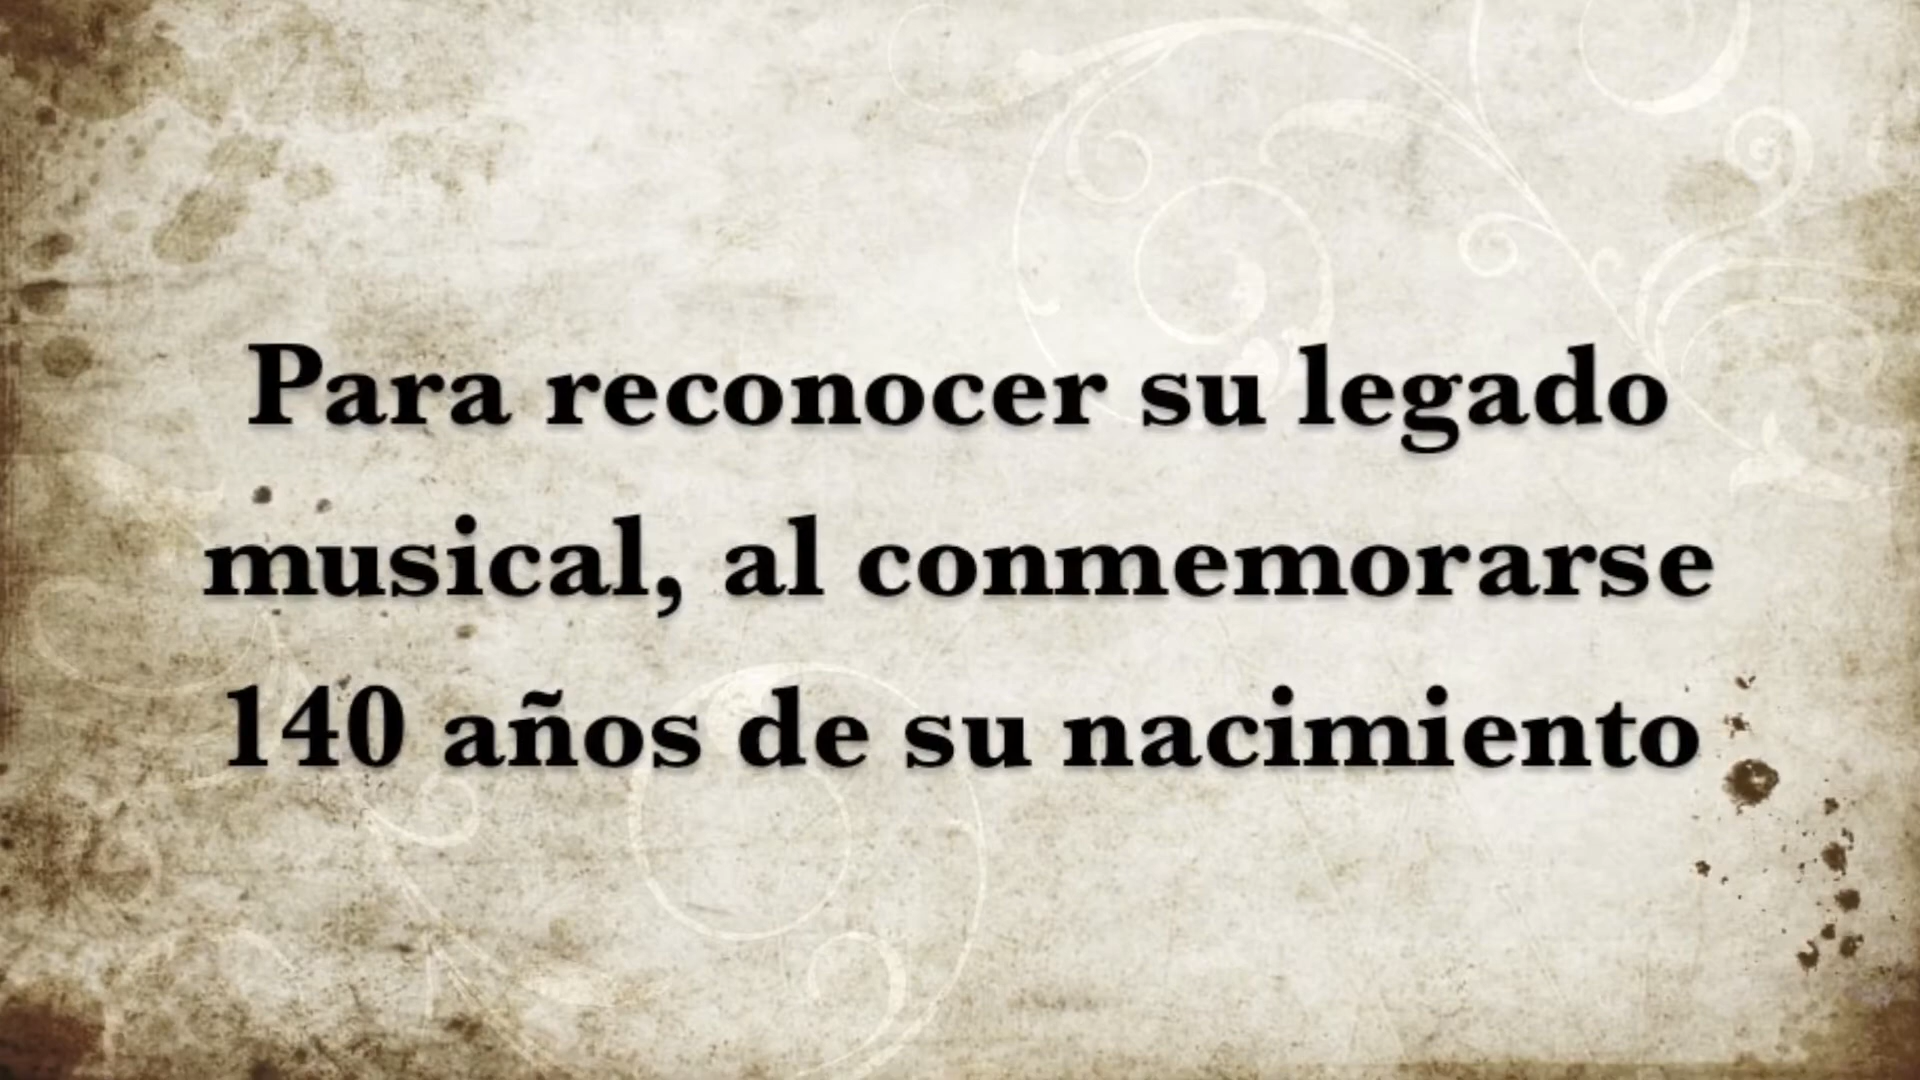 Para reconocer su legado
musical, al conmemorarse
140 años de su nacimiento